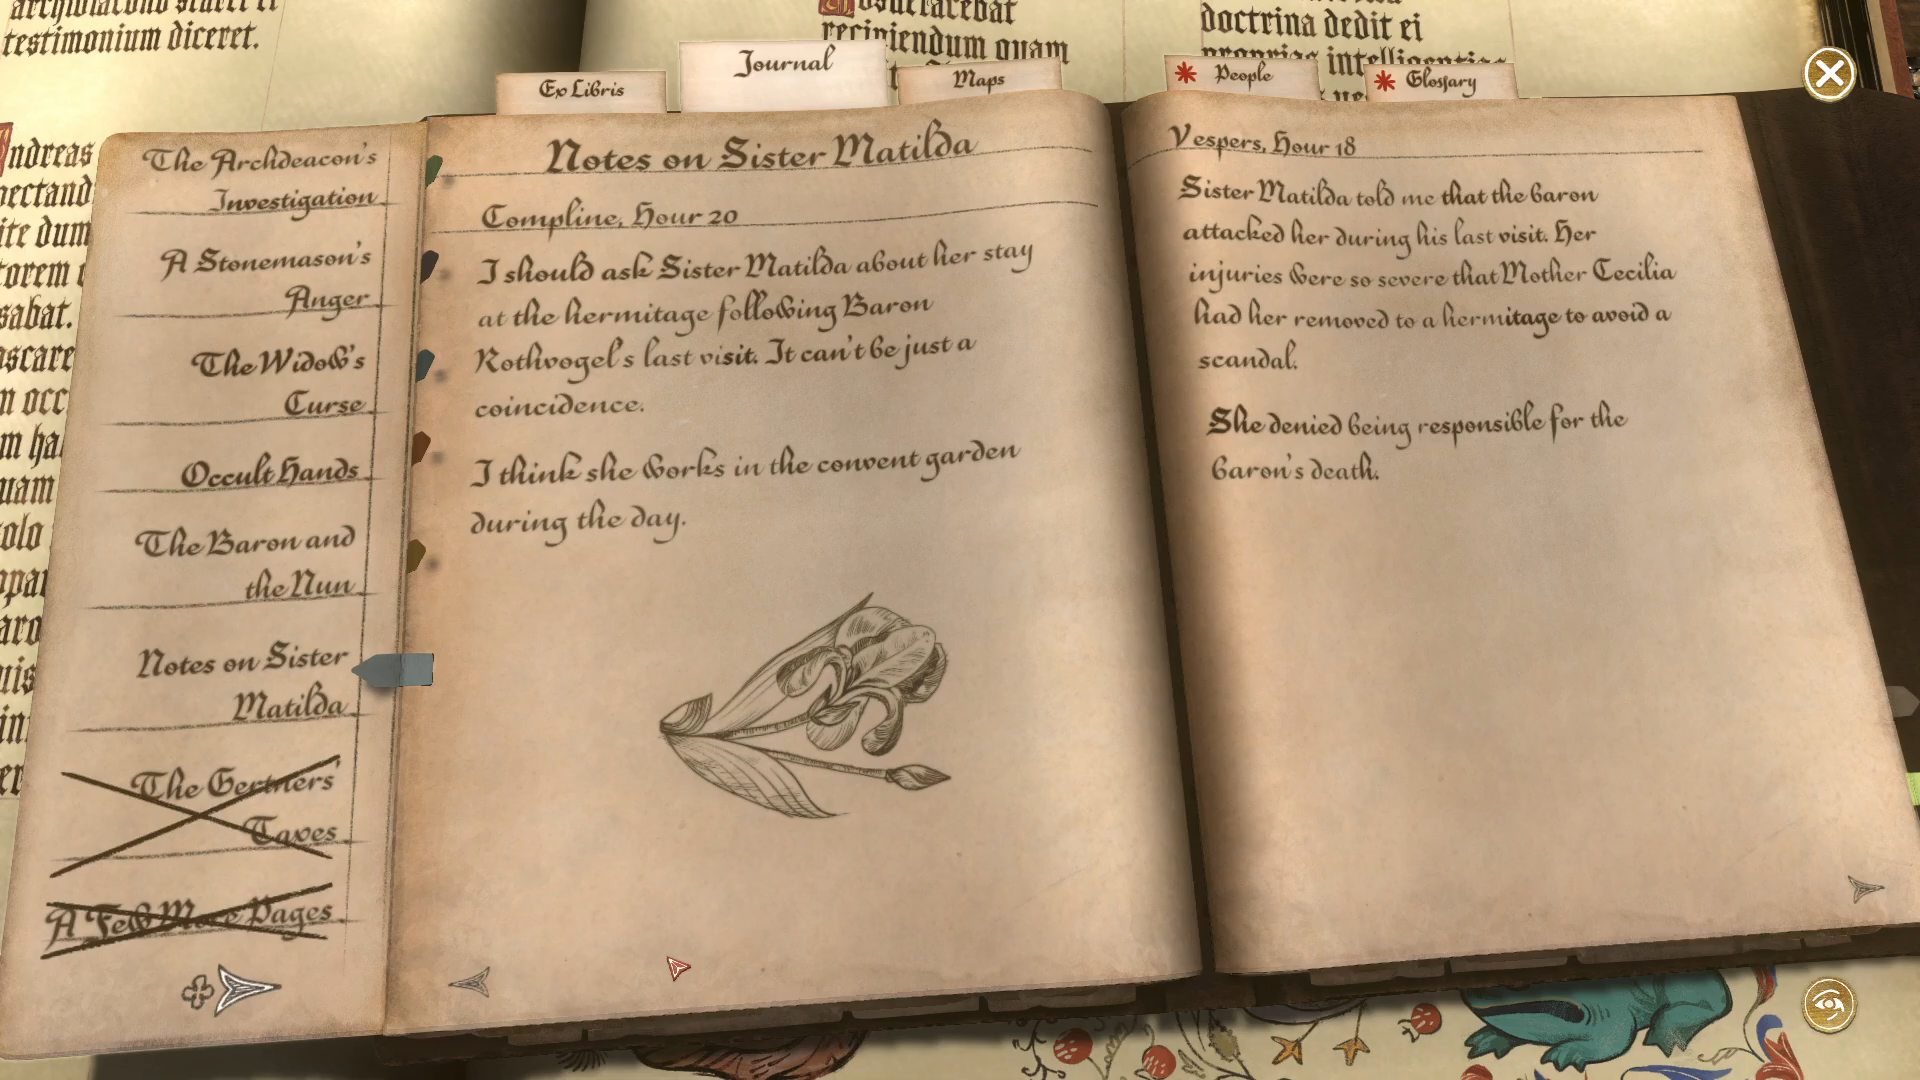 testimonium diceret.
recipiendum quam
doctrina dedit ei
Ex Libris
Journal
Maps
People
Glossary
The Archdeacon's
Investigation
A Stonemason's
Anger
The Widow's
Curse
Occult Hands
The Baron and
the Nun
Notes on Sister
Matilda
The Gertners'
Taxes
A Few More Pages
Notes on Sister Matilda
Compline, Hour 20
I should ask Sister Matilda about her stay
at the hermitage following Baron
Rothvogel's last visit. It can't be just a
coincidence.
I think she works in the convent garden
during the day.
Vespers, Hour 18
Sister Matilda told me that the baron
attacked her during his last visit. Her
injuries were so severe that Mother Cecilia
had her removed to a hermitage to avoid a
scandal.
She denied being responsible for the
baron's death.